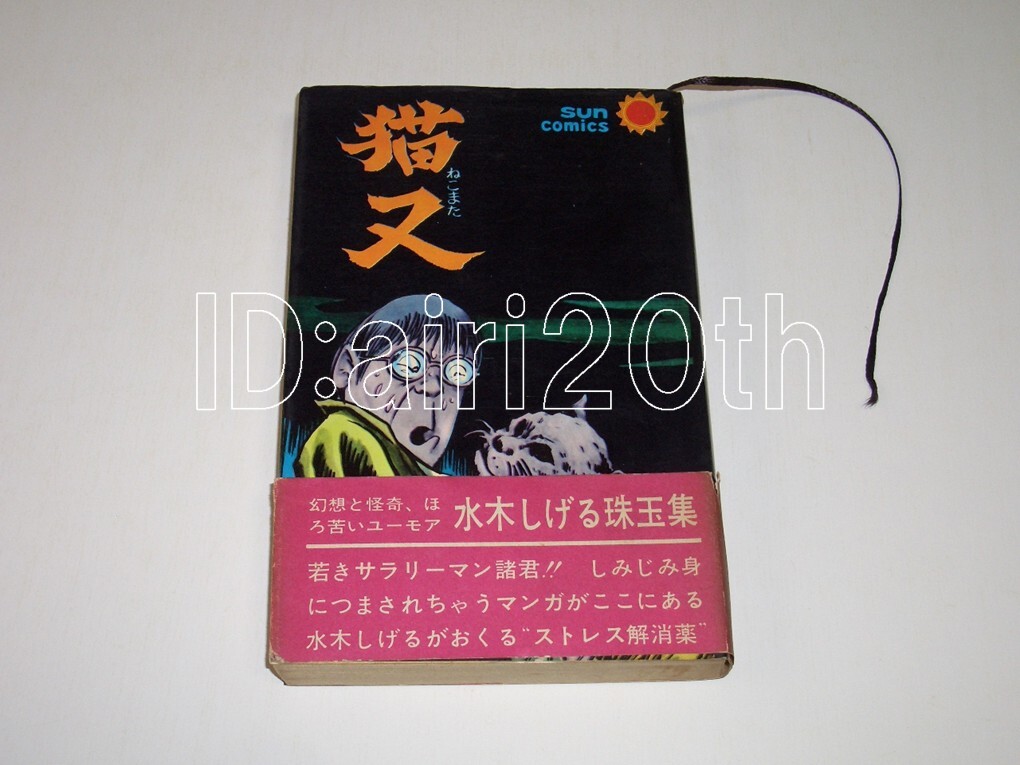 猫又
ねこまた
sun
comics
ID:airi20th
幻想と怪奇、ほ
ろ苦いユーモア
水木しげる珠玉集
若きサラリーマン諸君!! しみじみ身
につまされちゃうマンガがここにある
水木しげるがおくる“ストレス解消薬”